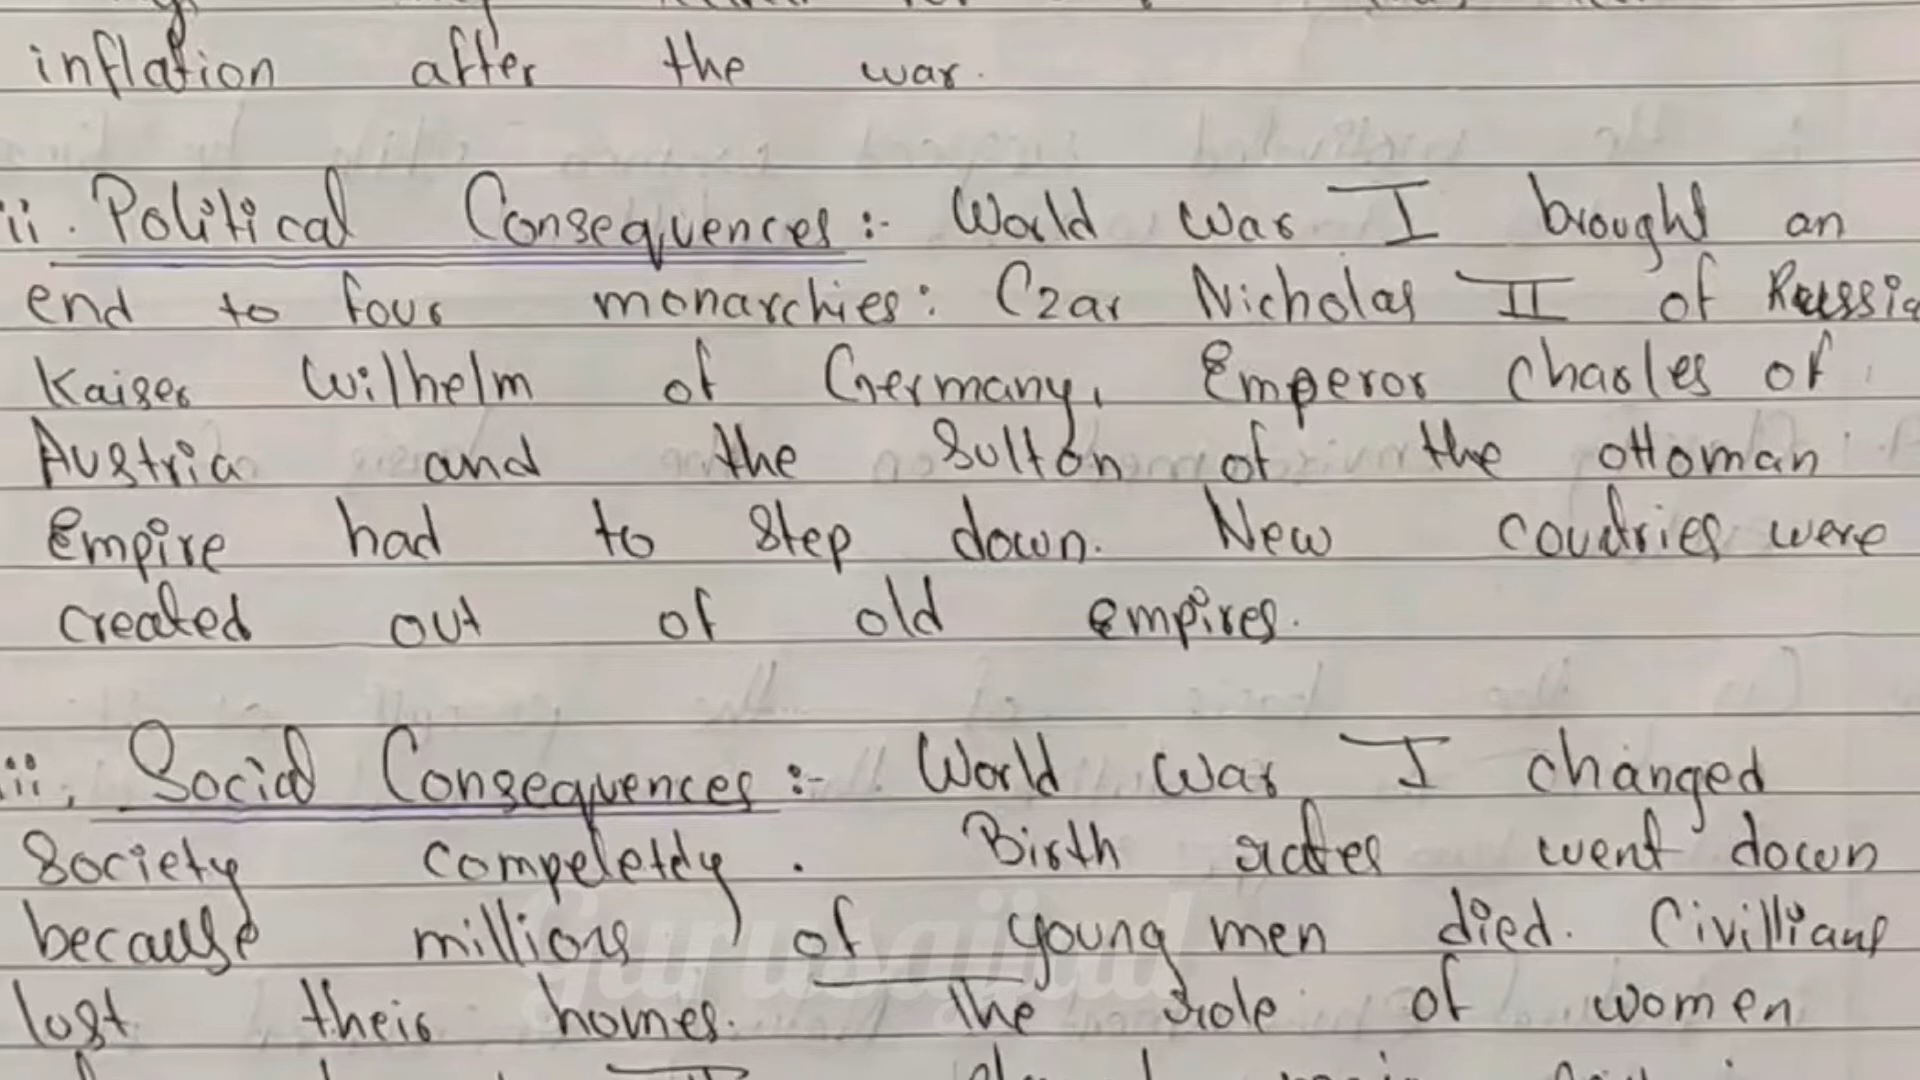 inflation after the war.
ii. Political Consequences :- World War I brought an
end to four monarchies: Czar Nicholas II of Russia
Kaiser Wilhelm of Germany, Emperor Charles of
Austria and the Sultan of the Ottoman
Empire had to step down. New countries were
created out of old empires.
iii. Social Consequences :- World War I changed
Society compeletely. Birth rates went down
because millions of young men died. Civillians
lost their homes. The role of women
Gurusajjad